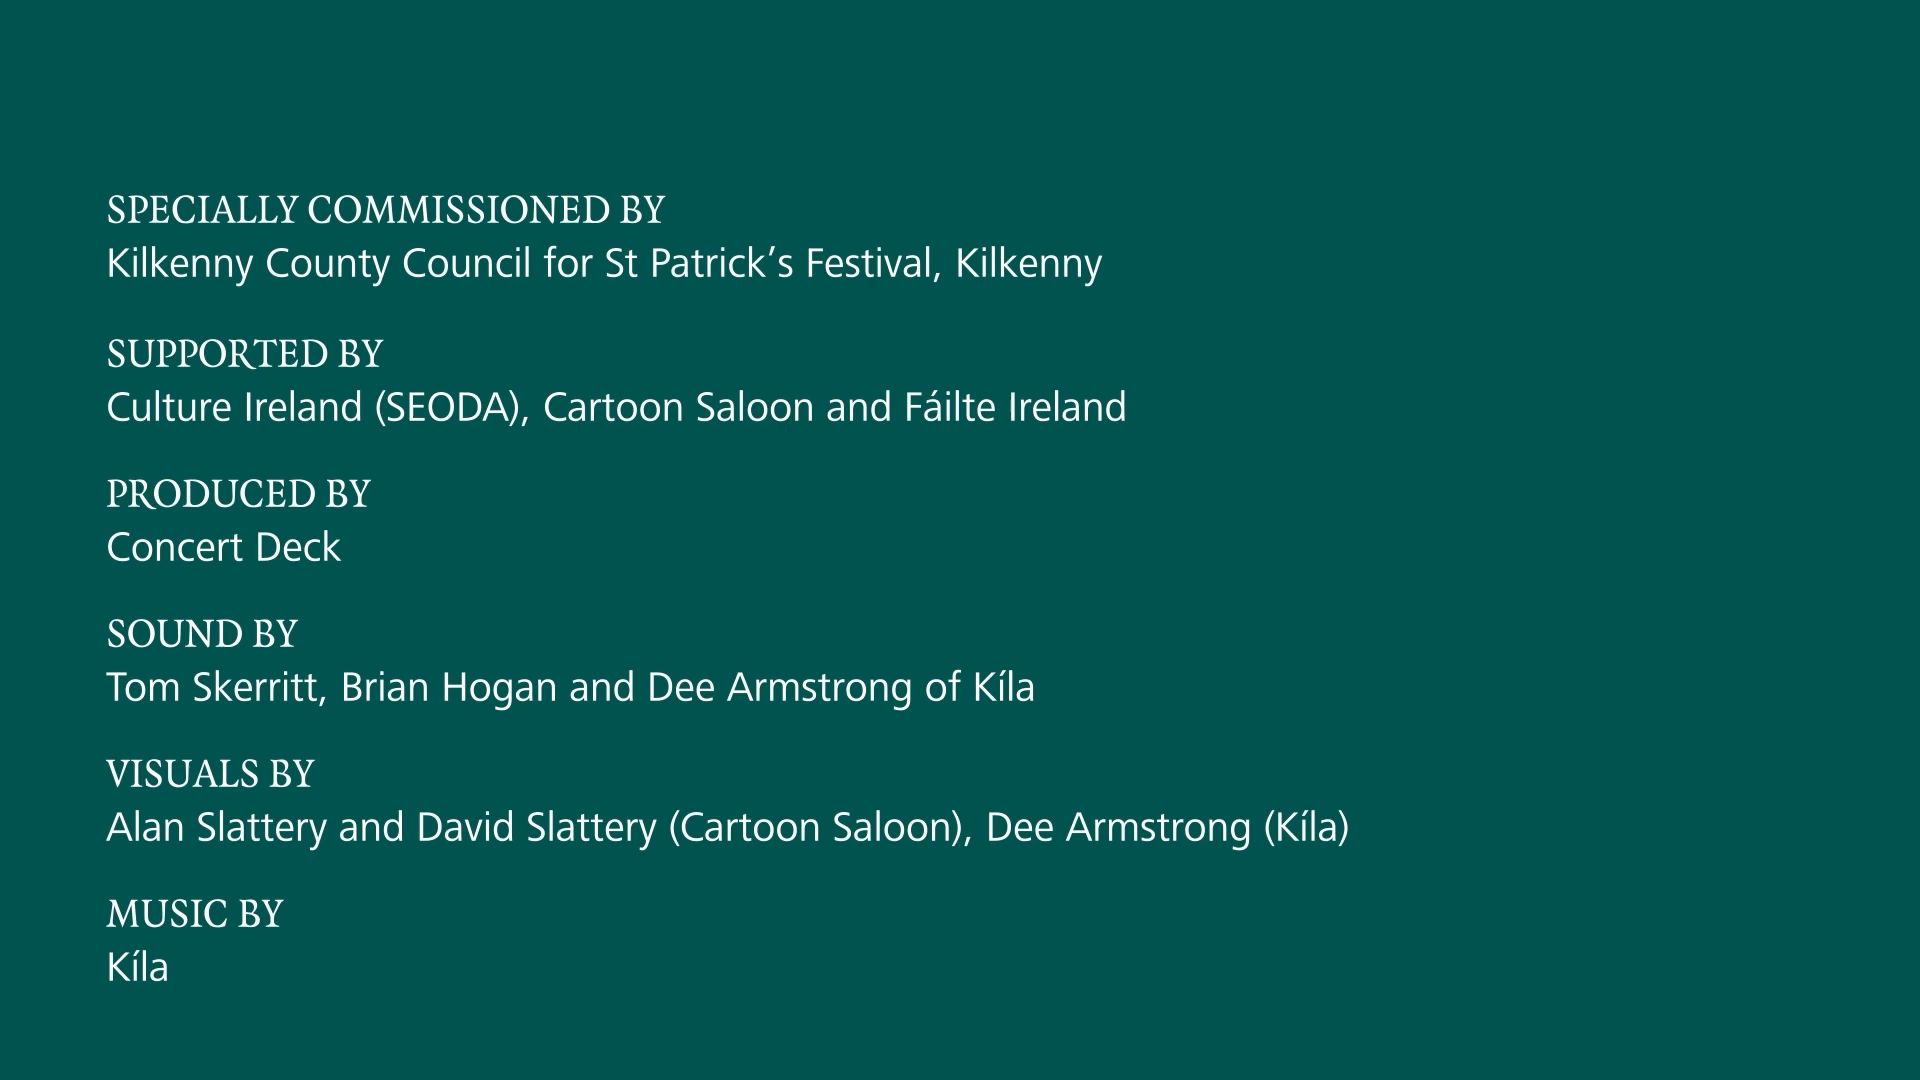 SPECIALLY COMMISSIONED BY
Kilkenny County Council for St Patrick’s Festival, Kilkenny
SUPPORTED BY
Culture Ireland (SEODA), Cartoon Saloon and Fáilte Ireland
PRODUCED BY
Concert Deck
SOUND BY
Tom Skerritt, Brian Hogan and Dee Armstrong of Kíla
VISUALS BY
Alan Slattery and David Slattery (Cartoon Saloon), Dee Armstrong (Kíla)
MUSIC BY
Kíla